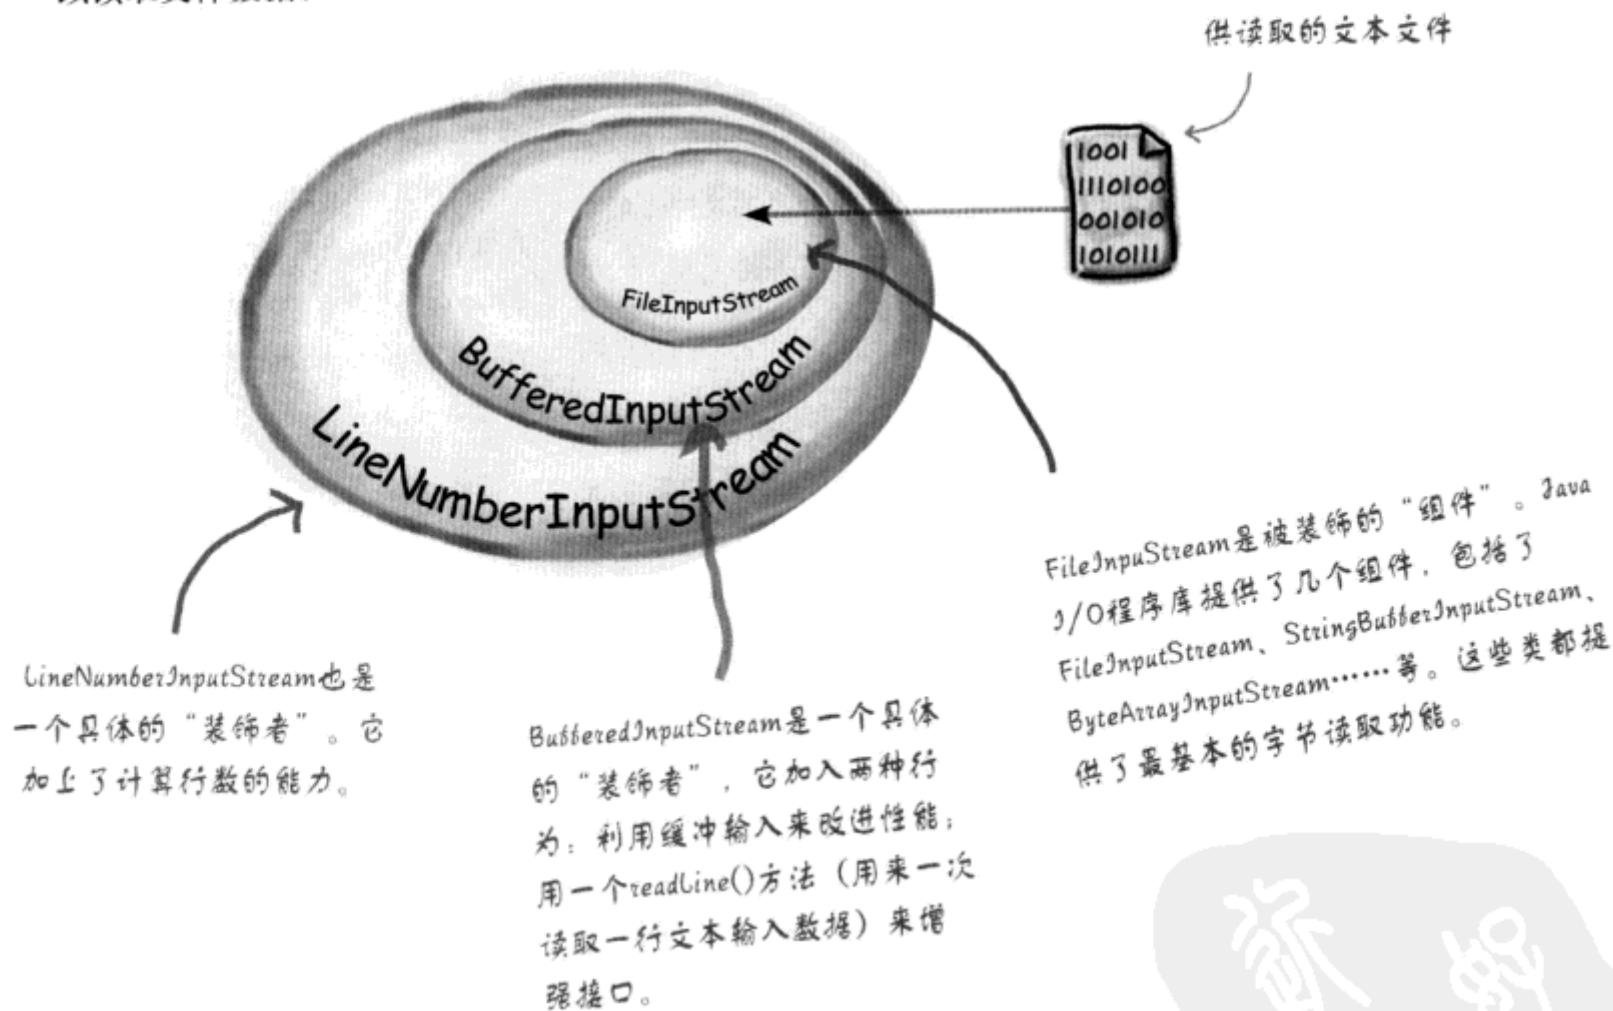 供读取的文本文件
1001
1110100
001010
1010111
FileInputStream
BufferedInputStream
LineNumberInputStream
LineNumberInputStream也是
一个具体的“装饰者”。它
加上了计算行数的能力。
BufferedInputStream是一个具体
的“装饰者”，它加入两种行
为：利用缓冲输入来改进性能；
用一个readLine()方法（用来一次
读取一行文本输入数据）来增
强接口。
FileInpuStream是被装饰的“组件”。Java
I/O程序库提供了几个组件，包括了
FileInputStream、StringBufferInputStream、
ByteArrayInputStream……等。这些类都提
供了最基本的字节读取功能。